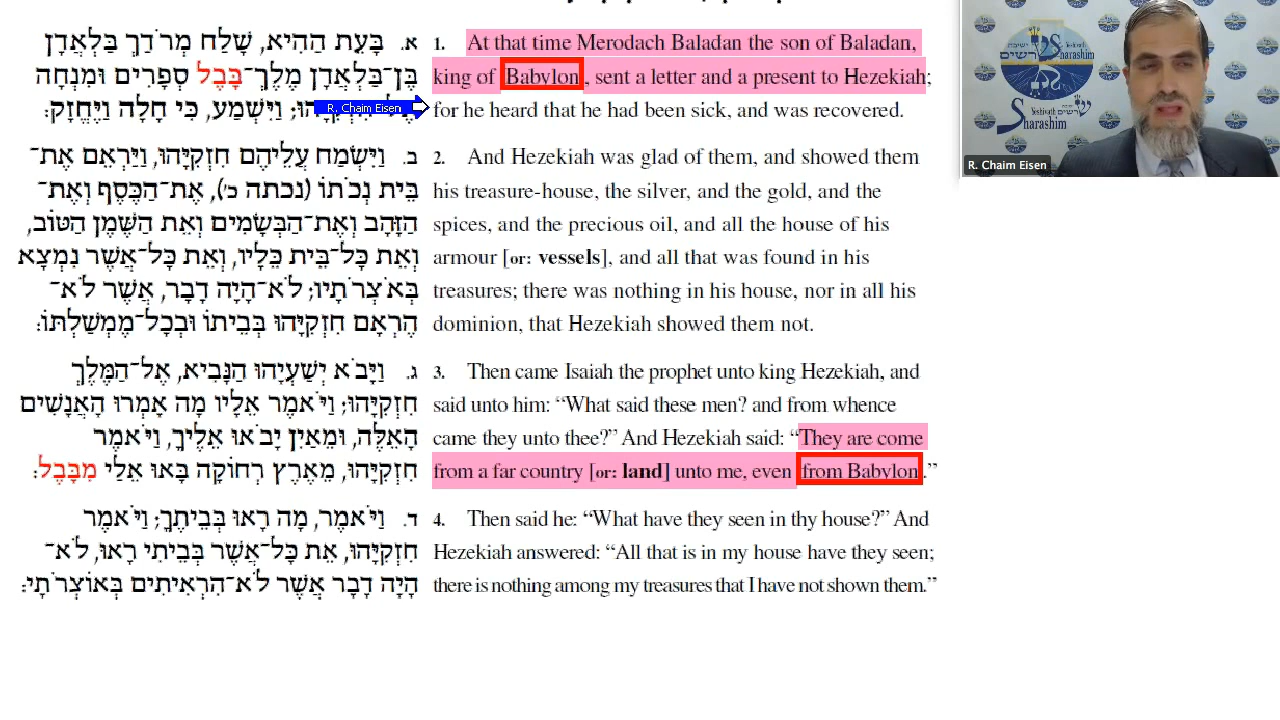 א. בָּעֵת הַהִיא, שָׁלַח מְרֹדַךְ בַּלְאֲדָן
בֶּן־בַּלְאֲדָן מֶלֶךְ־בָּבֶל סְפָרִים וּמִנְחָה
וַיִּשְׁמַע, כִּי חָלָה וַיֶּחֱזָק׃
ב. וַיִּשְׂמַח עֲלֵיהֶם חִזְקִיָּהוּ, וַיַּרְאֵם אֶת־
בֵּית נְכֹתוֹ (נכתה כ׳), אֶת־הַכֶּסֶף וְאֶת־
הַזָּהָב וְאֶת־הַבְּשָׂמִים וְאֵת הַשֶּׁמֶן הַטּוֹב,
וְאֵת כָּל־בֵּית כֵּלָיו, וְאֵת כָּל־אֲשֶׁר נִמְצָא
בְּאֹצְרֹתָיו; לֹא־הָיָה דָבָר, אֲשֶׁר לֹא־
הֶרְאָם חִזְקִיָּהוּ בְּבֵיתוֹ וּבְכָל־מֶמְשַׁלְתּוֹ׃
ג. וַיָּבֹא יְשַׁעְיָהוּ הַנָּבִיא, אֶל־הַמֶּלֶךְ
חִזְקִיָּהוּ; וַיֹּאמֶר אֵלָיו מָה אָמְרוּ הָאֲנָשִׁים
הָאֵלֶּה, וּמֵאַיִן יָבֹאוּ אֵלֶיךָ, וַיֹּאמֶר
חִזְקִיָּהוּ, מֵאֶרֶץ רְחוֹקָה בָּאוּ אֵלַי מִבָּבֶל׃
ד. וַיֹּאמֶר, מָה רָאוּ בְּבֵיתֶךָ; וַיֹּאמֶר
חִזְקִיָּהוּ, אֵת כָּל־אֲשֶׁר בְּבֵיתִי רָאוּ, לֹא־
הָיָה דָבָר אֲשֶׁר לֹא־הִרְאִיתִים בְּאוֹצְרֹתָי׃
R. Chaim Eisen
1. At that time Merodach Baladan the son of Baladan,
king of Babylon, sent a letter and a present to Hezekiah;
for he heard that he had been sick, and was recovered.
2. And Hezekiah was glad of them, and showed them
his treasure-house, the silver, and the gold, and the
spices, and the precious oil, and all the house of his
armour [or: vessels], and all that was found in his
treasures; there was nothing in his house, nor in all his
dominion, that Hezekiah showed them not.
3. Then came Isaiah the prophet unto king Hezekiah, and
said unto him: “What said these men? and from whence
came they unto thee?” And Hezekiah said: “They are come
from a far country [or: land] unto me, even from Babylon.”
4. Then said he: “What have they seen in thy house?” And
Hezekiah answered: “All that is in my house have they seen;
there is nothing among my treasures that I have not shown them.”
Yeshivath
Sharashim
R. Chaim Eisen